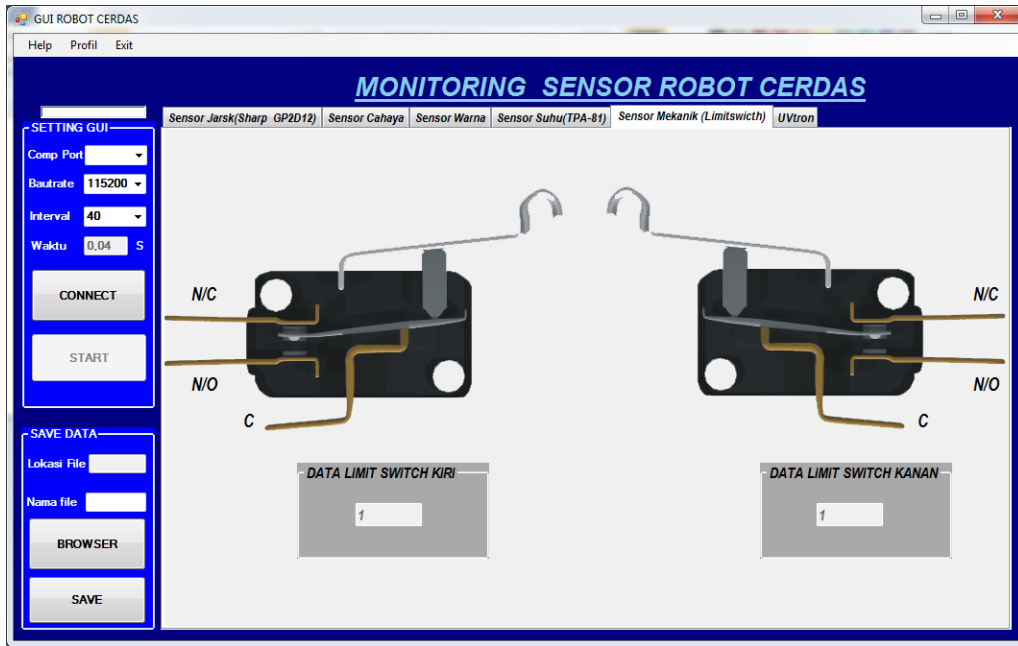 GUI ROBOT CERDAS
Help Profil Exit
MONITORING SENSOR ROBOT CERDAS
Sensor Jarsk(Sharp GP2D12) Sensor Cahaya Sensor Warna Sensor Suhu(TPA-81) Sensor Mekanik (Limitswicth) UVtron
SETTING GUI
Comp Port
Bautrate 115200
Interval 40
Waktu 0,04 S
CONNECT
START
SAVE DATA
Lokasi File
Nama file
BROWSER
SAVE
N/C
N/O
C
N/C
N/O
C
DATA LIMIT SWITCH KIRI
1
DATA LIMIT SWITCH KANAN
1